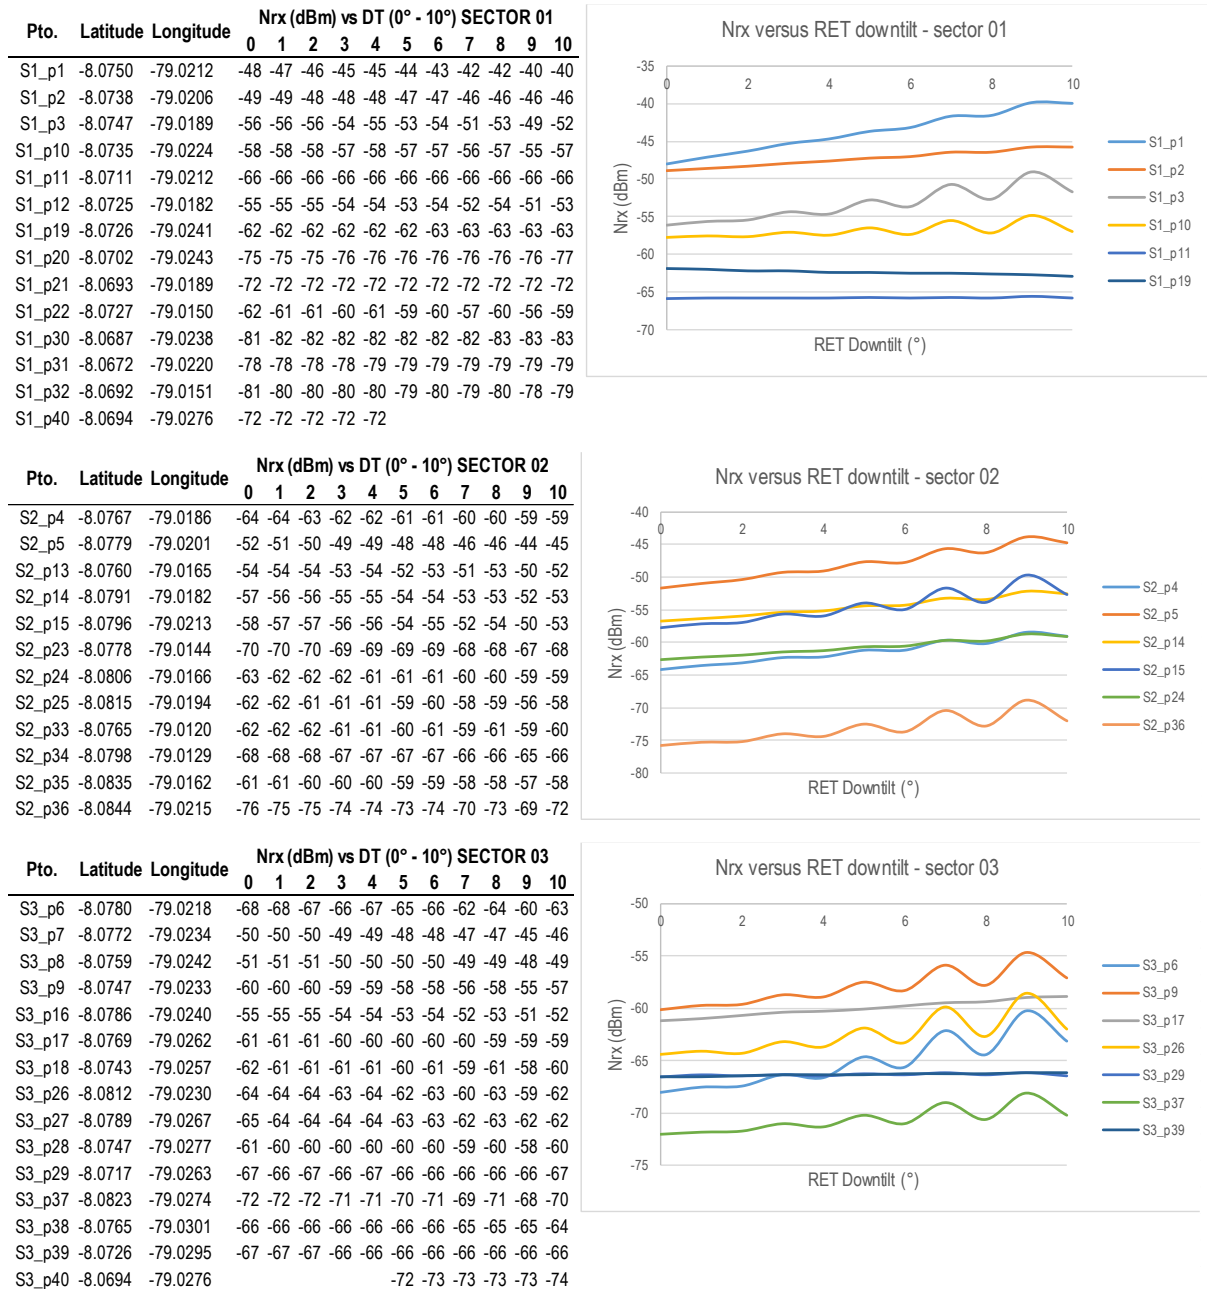 Nrx (dBm) vs DT (0° - 10°) SECTOR 01
Pto. Latitude Longitude
0 1 2 3 4 5 6 7 8 9 10
S1_p1 -8.0750 -79.0212 -48 -47 -46 -45 -45 -44 -43 -42 -42 -40 -40
S1_p2 -8.0738 -79.0206 -49 -49 -48 -48 -48 -47 -47 -46 -46 -46 -46
S1_p3 -8.0747 -79.0189 -56 -56 -56 -54 -55 -53 -54 -51 -53 -49 -52
S1_p10 -8.0735 -79.0224 -58 -58 -58 -57 -58 -57 -57 -56 -57 -55 -57
S1_p11 -8.0711 -79.0212 -66 -66 -66 -66 -66 -66 -66 -66 -66 -66 -66
S1_p12 -8.0725 -79.0182 -55 -55 -55 -54 -54 -53 -54 -52 -54 -51 -53
S1_p19 -8.0726 -79.0241 -62 -62 -62 -62 -62 -62 -63 -63 -63 -63 -63
S1_p20 -8.0702 -79.0243 -75 -75 -75 -76 -76 -76 -76 -76 -76 -76 -77
S1_p21 -8.0693 -79.0189 -72 -72 -72 -72 -72 -72 -72 -72 -72 -72 -72
S1_p22 -8.0727 -79.0150 -62 -61 -61 -60 -61 -59 -60 -57 -60 -56 -59
S1_p30 -8.0687 -79.0238 -81 -82 -82 -82 -82 -82 -82 -82 -83 -83 -83
S1_p31 -8.0672 -79.0220 -78 -78 -78 -78 -79 -79 -79 -79 -79 -79 -79
S1_p32 -8.0692 -79.0151 -81 -80 -80 -80 -80 -79 -80 -79 -80 -78 -79
S1_p40 -8.0694 -79.0276 -72 -72 -72 -72 -72
Nrx versus RET downtilt - sector 01
-35
0 2 4 6 8 10
-40
-45
-50
-55
-60
-65
-70
Nrx (dBm)
RET Downtilt (°)
S1_p1
S1_p2
S1_p3
S1_p10
S1_p11
S1_p19
Nrx (dBm) vs DT (0° - 10°) SECTOR 02
Pto. Latitude Longitude
0 1 2 3 4 5 6 7 8 9 10
S2_p4 -8.0767 -79.0186 -64 -64 -63 -62 -62 -61 -61 -60 -60 -59 -59
S2_p5 -8.0779 -79.0201 -52 -51 -50 -49 -49 -48 -48 -46 -46 -44 -45
S2_p13 -8.0760 -79.0165 -54 -54 -54 -53 -54 -52 -53 -51 -53 -50 -52
S2_p14 -8.0791 -79.0182 -57 -56 -56 -55 -55 -54 -54 -53 -53 -52 -53
S2_p15 -8.0796 -79.0213 -58 -57 -57 -56 -56 -54 -55 -52 -54 -50 -53
S2_p23 -8.0778 -79.0144 -70 -70 -70 -69 -69 -69 -69 -68 -68 -67 -68
S2_p24 -8.0806 -79.0166 -63 -62 -62 -62 -61 -61 -61 -60 -60 -59 -59
S2_p25 -8.0815 -79.0194 -62 -62 -61 -61 -61 -59 -60 -58 -59 -56 -58
S2_p33 -8.0765 -79.0120 -62 -62 -62 -61 -61 -60 -61 -59 -61 -59 -60
S2_p34 -8.0798 -79.0129 -68 -68 -68 -67 -67 -67 -67 -66 -66 -65 -66
S2_p35 -8.0835 -79.0162 -61 -61 -60 -60 -60 -59 -59 -58 -58 -57 -58
S2_p36 -8.0844 -79.0215 -76 -75 -75 -74 -74 -73 -74 -70 -73 -69 -72
Nrx versus RET downtilt - sector 02
-40
0 2 4 6 8 10
-45
-50
-55
-60
-65
-70
-75
-80
Nrx (dBm)
RET Downtilt (°)
S2_p4
S2_p5
S2_p14
S2_p15
S2_p24
S2_p36
Nrx (dBm) vs DT (0° - 10°) SECTOR 03
Pto. Latitude Longitude
0 1 2 3 4 5 6 7 8 9 10
S3_p6 -8.0780 -79.0218 -68 -68 -67 -66 -67 -65 -66 -62 -64 -60 -63
S3_p7 -8.0772 -79.0234 -50 -50 -50 -49 -49 -48 -48 -47 -47 -45 -46
S3_p8 -8.0759 -79.0242 -51 -51 -51 -50 -50 -50 -50 -49 -49 -48 -49
S3_p9 -8.0747 -79.0233 -60 -60 -60 -59 -59 -58 -58 -56 -58 -55 -57
S3_p16 -8.0786 -79.0240 -55 -55 -55 -54 -54 -53 -54 -52 -53 -51 -52
S3_p17 -8.0769 -79.0262 -61 -61 -61 -60 -60 -60 -60 -60 -59 -59 -59
S3_p18 -8.0743 -79.0257 -62 -61 -61 -61 -61 -60 -61 -59 -61 -58 -60
S3_p26 -8.0812 -79.0230 -64 -64 -64 -63 -64 -62 -63 -60 -63 -59 -62
S3_p27 -8.0789 -79.0267 -65 -64 -64 -64 -64 -63 -63 -62 -63 -62 -62
S3_p28 -8.0747 -79.0277 -61 -60 -60 -60 -60 -60 -60 -59 -60 -58 -60
S3_p29 -8.0717 -79.0263 -67 -66 -67 -66 -67 -66 -66 -66 -66 -66 -67
S3_p37 -8.0823 -79.0274 -72 -72 -72 -71 -71 -70 -71 -69 -71 -68 -70
S3_p38 -8.0765 -79.0301 -66 -66 -66 -66 -66 -66 -66 -65 -65 -65 -64
S3_p39 -8.0726 -79.0295 -67 -67 -67 -66 -66 -66 -66 -66 -66 -66 -66
S3_p40 -8.0694 -79.0276 -72 -73 -73 -73 -73 -74
Nrx versus RET downtilt - sector 03
-50
0 2 4 6 8 10
-55
-60
-65
-70
-75
Nrx (dBm)
RET Downtilt (°)
S3_p6
S3_p9
S3_p17
S3_p26
S3_p29
S3_p37
S3_p39